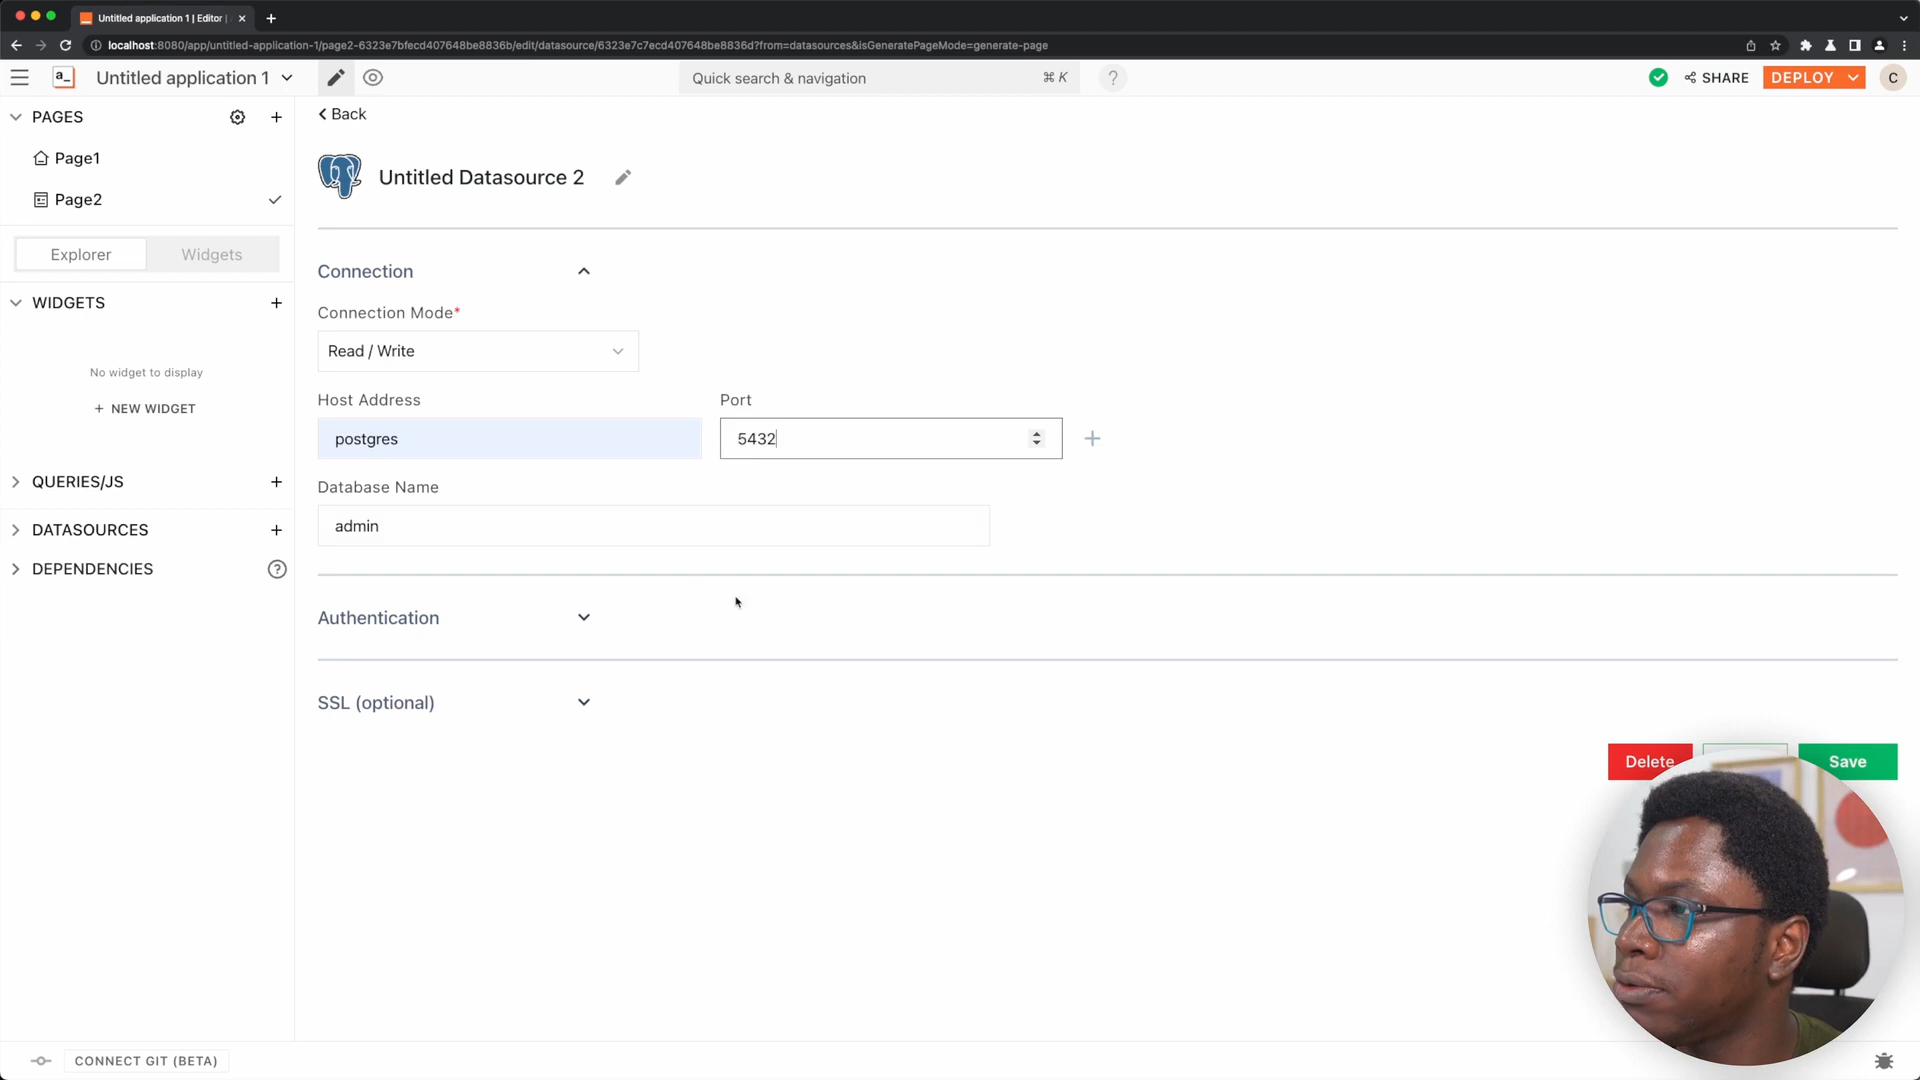 Untitled application 1 | Editor |
localhost:8080/app/untitled-application-1/page2-6323e7bfecd407648be8836b/edit/datasource/6323e7c7ecd407648be8836d?from=datasources&isGeneratePageMode=generate-page
a_ Untitled application 1 Quick search & navigation ⌘ K ? SHARE DEPLOY C
PAGES
Page1
Page2
Explorer Widgets
WIDGETS
No widget to display
+ NEW WIDGET
QUERIES/JS
DATASOURCES
DEPENDENCIES ?
Back
Untitled Datasource 2
Connection
Connection Mode*
Read / Write
Host Address Port
postgres 5432
Database Name
admin
Authentication
SSL (optional)
Delete Save
CONNECT GIT (BETA)